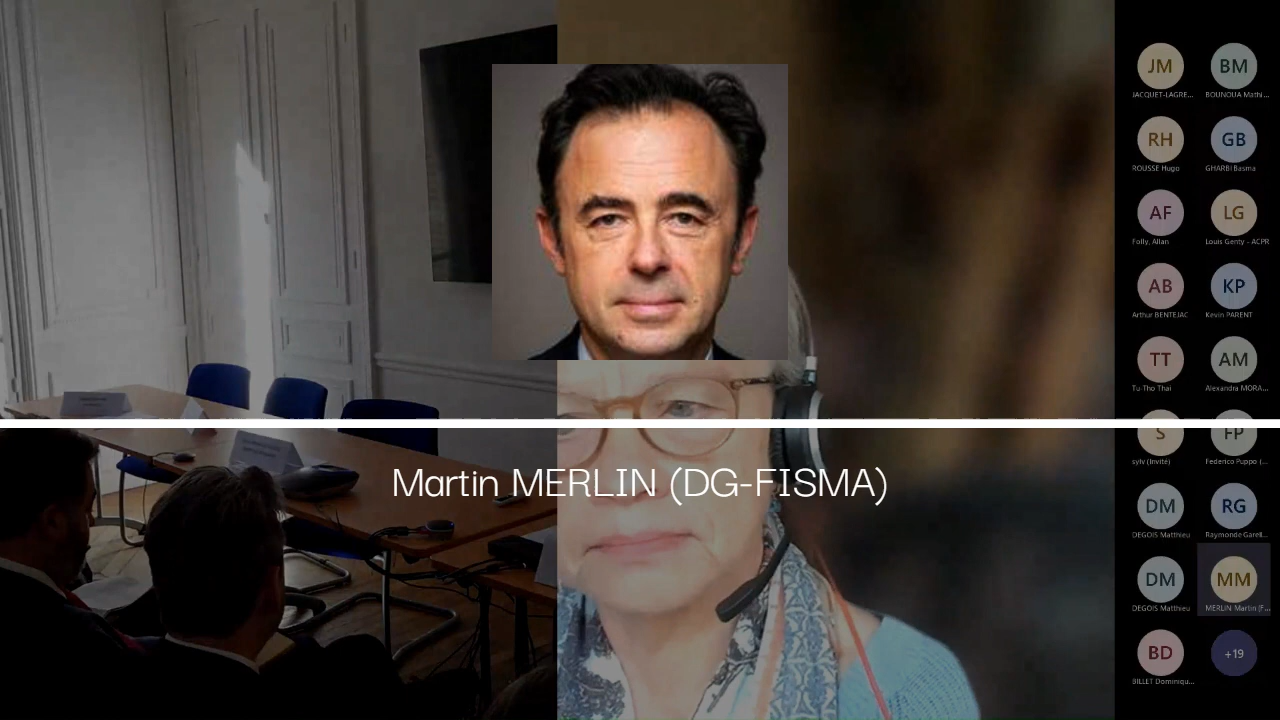 JM
BM
JACQUET-LAGRE...
BOUNOUA Mathi...
RH
GB
ROUSSE Hugo
GHARBI Basma
AF
LG
Folly, Allan
Louis Genty - ACPR
AB
KP
Arthur BENTEJAC
Kevin PARENT
TT
AM
Tu-Tho Thai
Alexandra MORA...
S
FP
sylv (Invité)
Federico Puppo (...
Martin MERLIN (DG-FISMA)
DM
RG
DEGOIS Matthieu
Raymonde Garell...
DM
MM
DEGOIS Matthieu
MERLIN Martin (F...
BD
+19
BILLET Dominiqu...